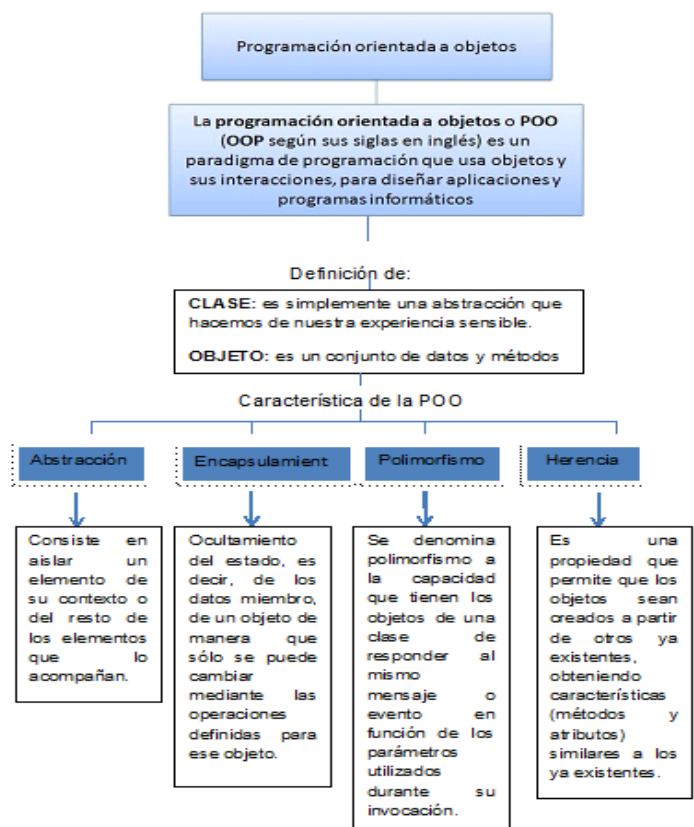 Programación orientada a objetos
La programación orientada a objetos o POO
(OOP según sus siglas en inglés) es un
paradigma de programación que usa objetos y
sus interacciones, para diseñar aplicaciones y
programas informáticos
Definición de:
CLASE: es simplemente una abstracción que
hacemos de nuestra experiencia sensible.
OBJETO: es un conjunto de datos y métodos
Característica de la POO
Abstracción
Encapsulamient
Polimorfismo
Herencia
Consiste en
aislar un
elemento de
su contexto o
del resto de
los elementos
que lo
acompañan.
Ocultamiento
del estado, es
decir, de los
datos miembro,
de un objeto de
manera que
sólo se puede
cambiar
mediante las
operaciones
definidas para
ese objeto.
Se denomina
polimorfismo a
la capacidad
que tienen los
objetos de una
clase de
responder al
mismo
mensaje o
evento en
función de los
parámetros
utilizados
durante su
invocación.
Es una
propiedad que
permite que los
objetos sean
creados a partir
de otros ya
existentes,
obteniendo
características
(métodos y
atributos)
similares a los
ya existentes.